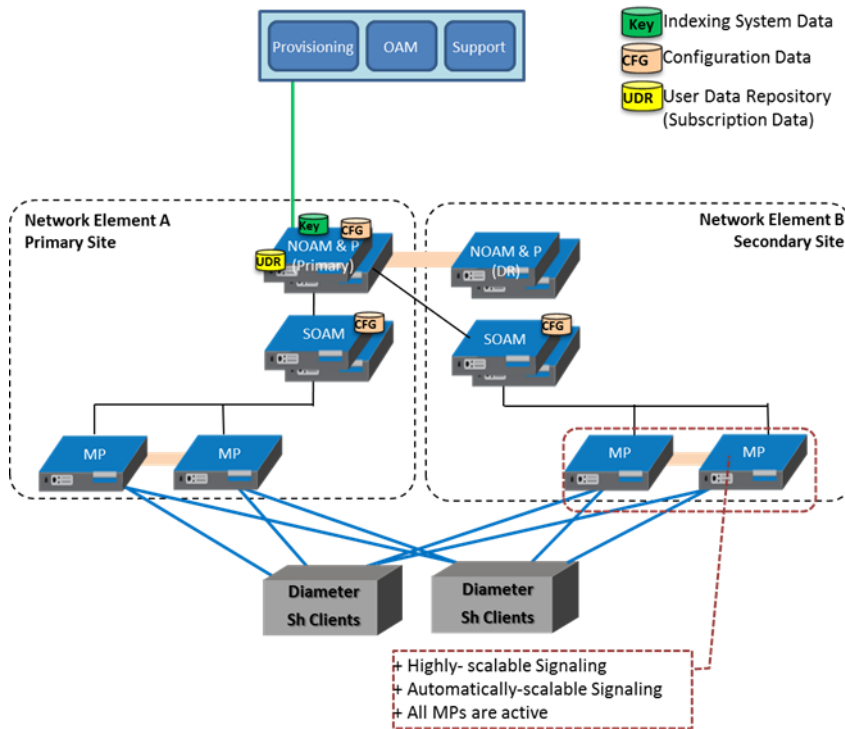 Provisioning
OAM
Support
Key Indexing System Data
CFG Configuration Data
UDR User Data Repository
(Subscription Data)
Network Element A
Primary Site
Network Element B
Secondary Site
Key
CFG
UDR
NOAM & P
(Primary)
NOAM & P
(DR)
SOAM
CFG
SOAM
CFG
MP
MP
MP
MP
Diameter
Sh Clients
Diameter
Sh Clients
+ Highly- scalable Signaling
+ Automatically-scalable Signaling
+ All MPs are active